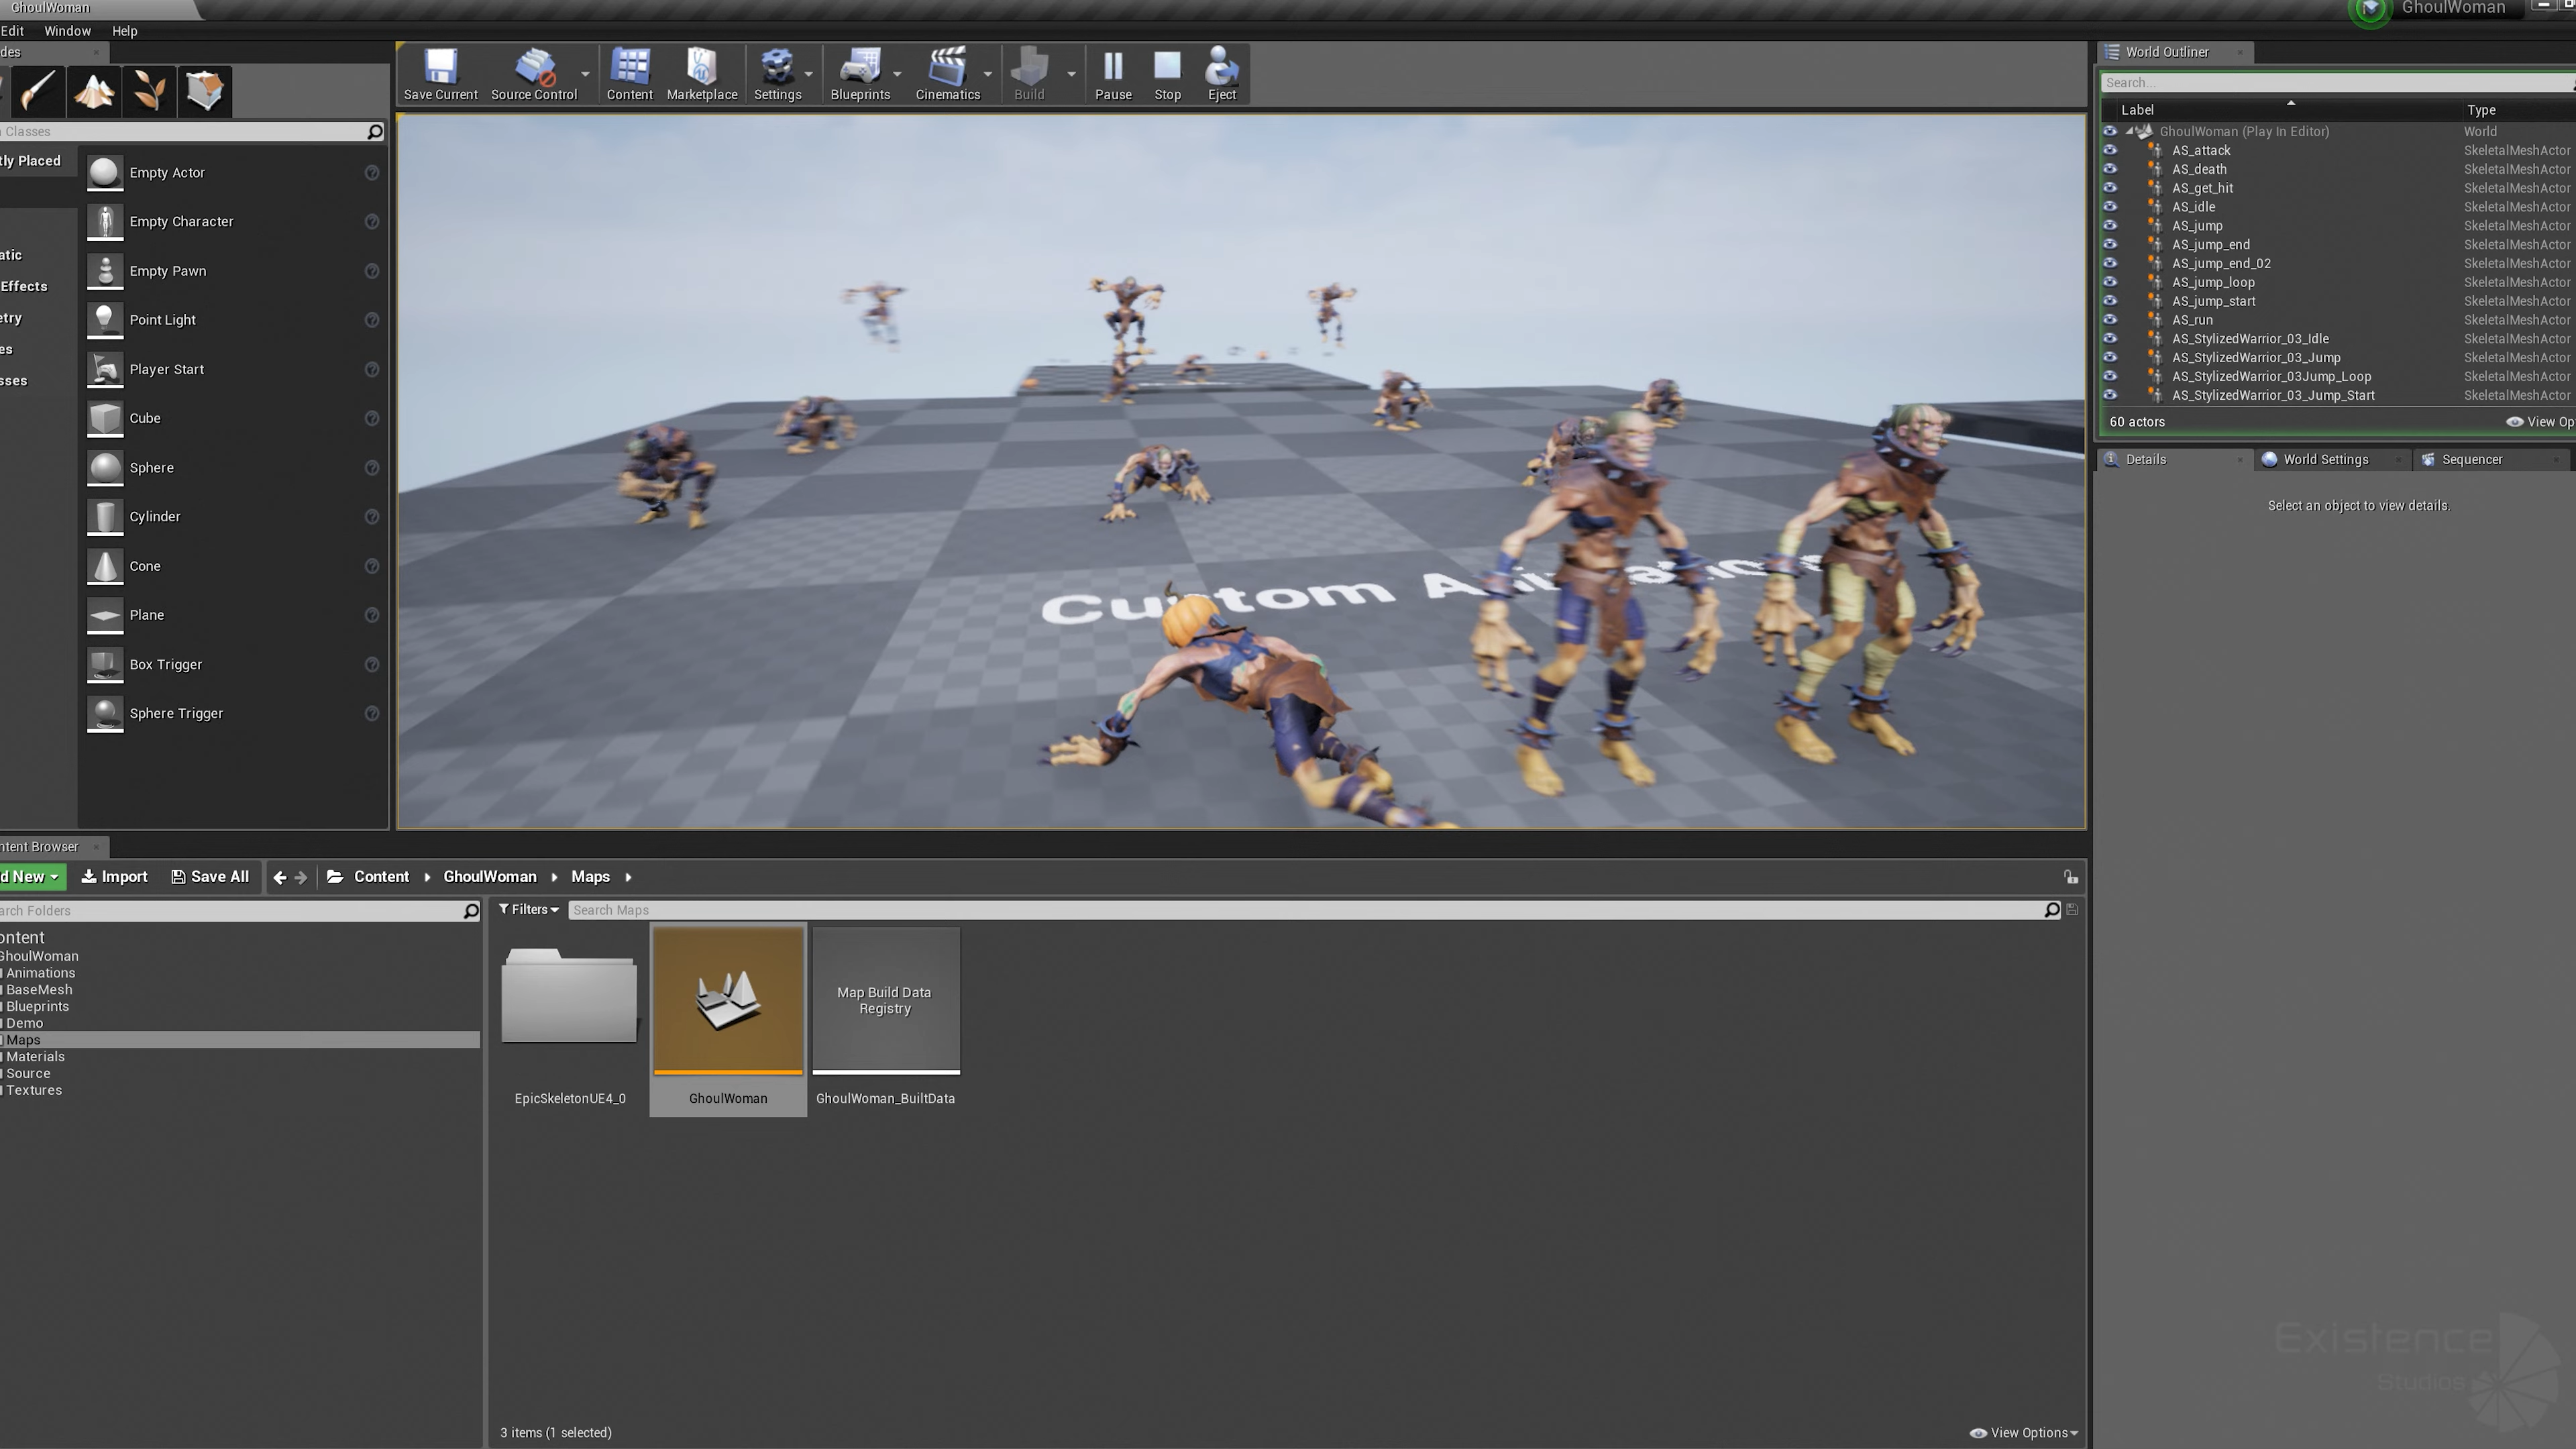 GhoulWoman
GhoulWoman
Edit Window Help
des
World Outliner
Save Current Source Control Content Marketplace Settings Blueprints Cinematics Build Pause Stop Eject
Search...
Classes
Label Type
GhoulWoman (Play In Editor) World
AS_attack SkeletalMeshActor
AS_death SkeletalMeshActor
AS_get_hit SkeletalMeshActor
AS_idle SkeletalMeshActor
AS_jump SkeletalMeshActor
AS_jump_end SkeletalMeshActor
AS_jump_end_02 SkeletalMeshActor
AS_jump_loop SkeletalMeshActor
AS_jump_start SkeletalMeshActor
AS_run SkeletalMeshActor
AS_StylizedWarrior_03_Idle SkeletalMeshActor
AS_StylizedWarrior_03_Jump SkeletalMeshActor
AS_StylizedWarrior_03Jump_Loop SkeletalMeshActor
AS_StylizedWarrior_03_Jump_Start SkeletalMeshActor
60 actors View Op
Details World Settings Sequencer
Select an object to view details.
tly Placed
atic
Effects
etry
es
sses
Empty Actor
Empty Character
Empty Pawn
Point Light
Player Start
Cube
Sphere
Cylinder
Cone
Plane
Box Trigger
Sphere Trigger
Custom
ntent Browser
d New Import Save All Content GhoulWoman Maps
arch Folders
Filters Search Maps
ontent
GhoulWoman
Animations
BaseMesh
Blueprints
Demo
Maps
Materials
Source
Textures
Map Build Data
Registry
EpicSkeletonUE4_0 GhoulWoman GhoulWoman_BuiltData
3 items (1 selected) View Options
Existence
Studios